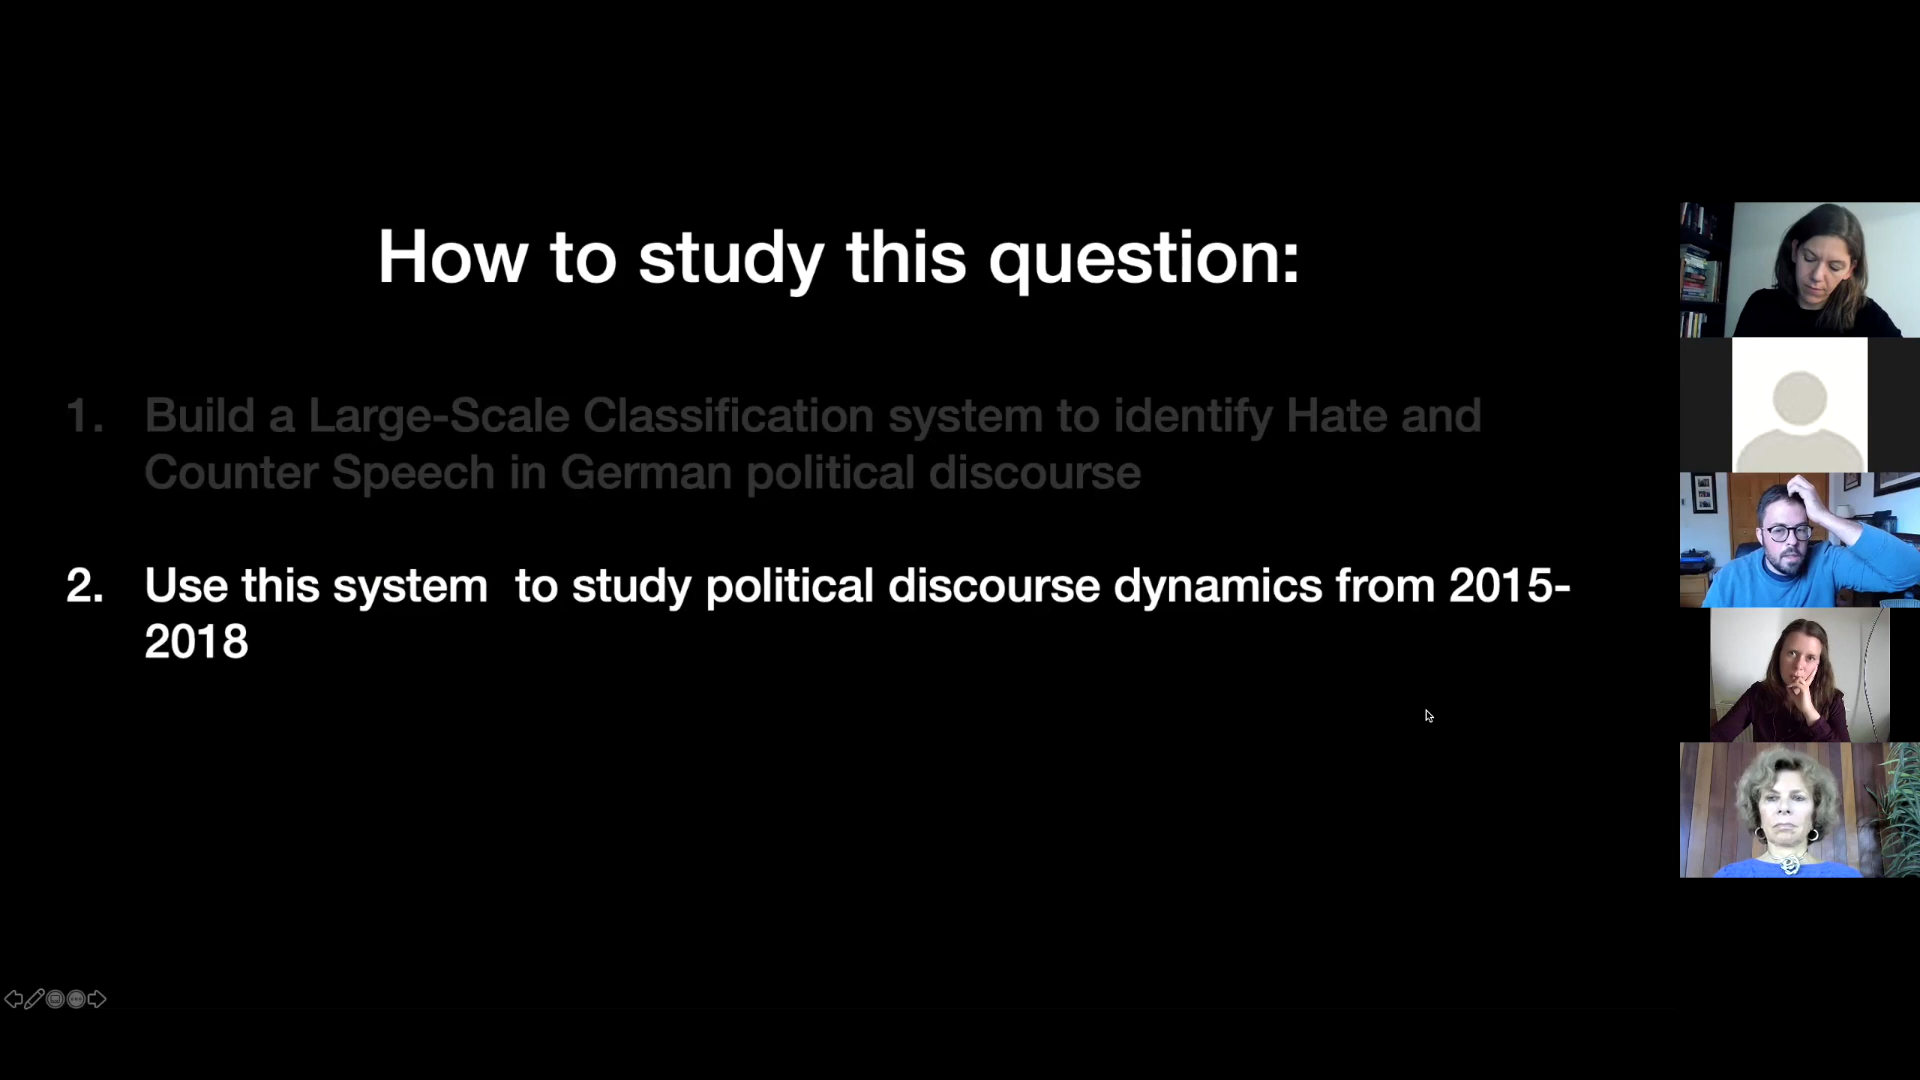 How to study this question:
1. Build a Large-Scale Classification system to identify Hate and
Counter Speech in German political discourse
2. Use this system to study political discourse dynamics from 2015-
2018